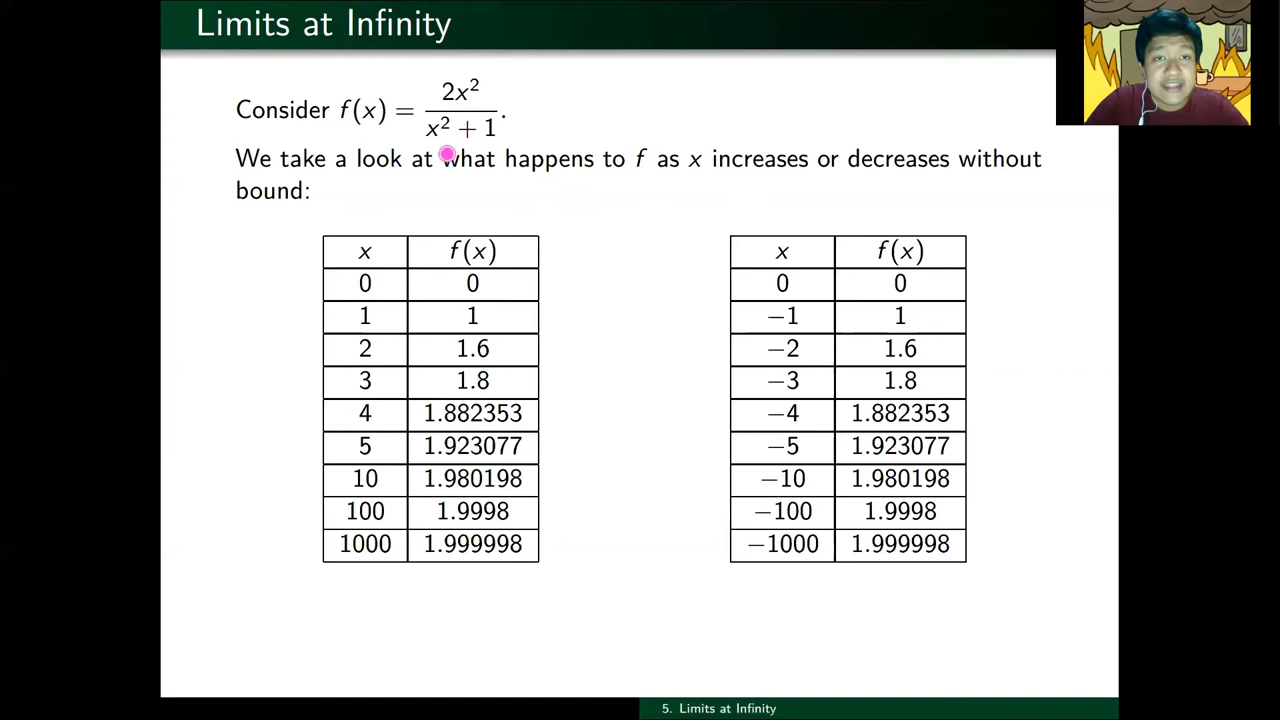 Limits at Infinity
Consider f(x) = 2x² / (x² + 1).
We take a look at what happens to f as x increases or decreases without
bound:
x f(x)
0 0
1 1
2 1.6
3 1.8
4 1.882353
5 1.923077
10 1.980198
100 1.9998
1000 1.999998
x f(x)
0 0
−1 1
−2 1.6
−3 1.8
−4 1.882353
−5 1.923077
−10 1.980198
−100 1.9998
−1000 1.999998
5. Limits at Infinity